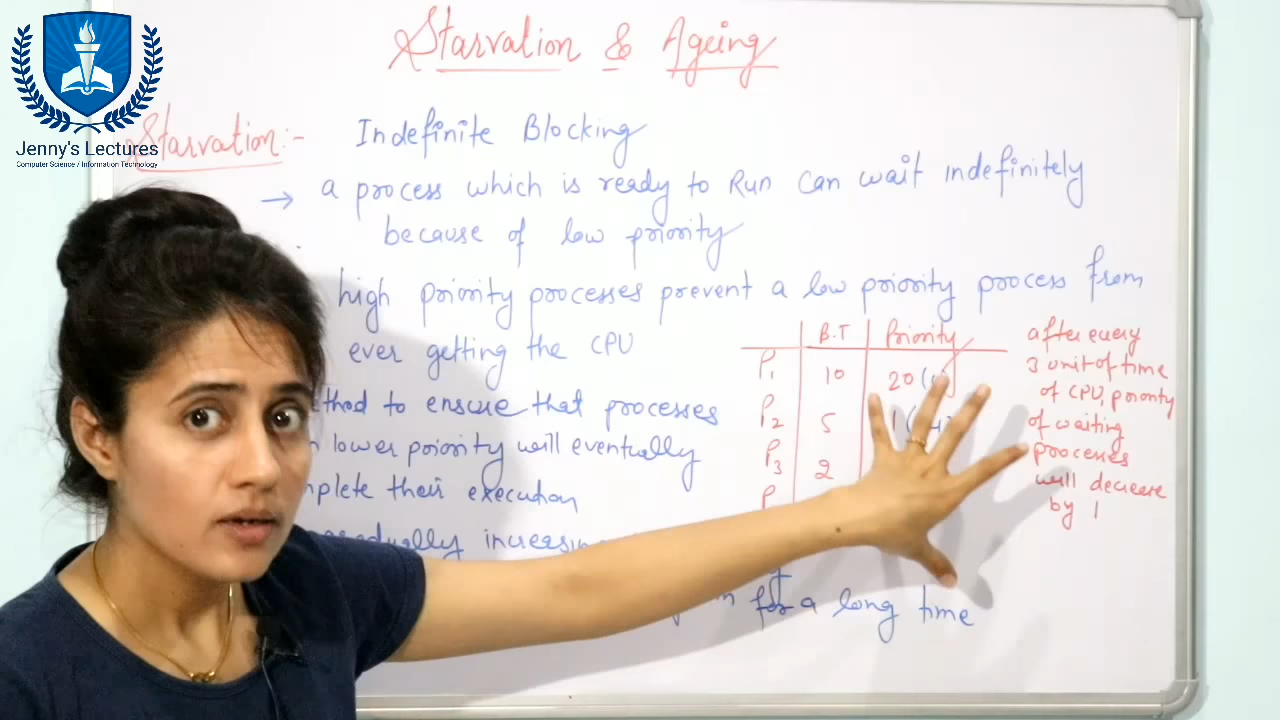 Starvation & Ageing
Jenny's Lectures
Computer Science / Information Technology
Starvation:- Indefinite Blocking
→ a process which is ready to Run can wait indefinitely
because of low priority
high priority processes prevent a low priority process from
ever getting the CPU
to ensure that processes
lower priority will eventually
their execution
gradually increasing
for a long time
B.T Priority
P1 10 20
P2 5 1
P3 2
P
after every
3 unit of time
of CPU, priority
of waiting
processes
will decrease
by 1